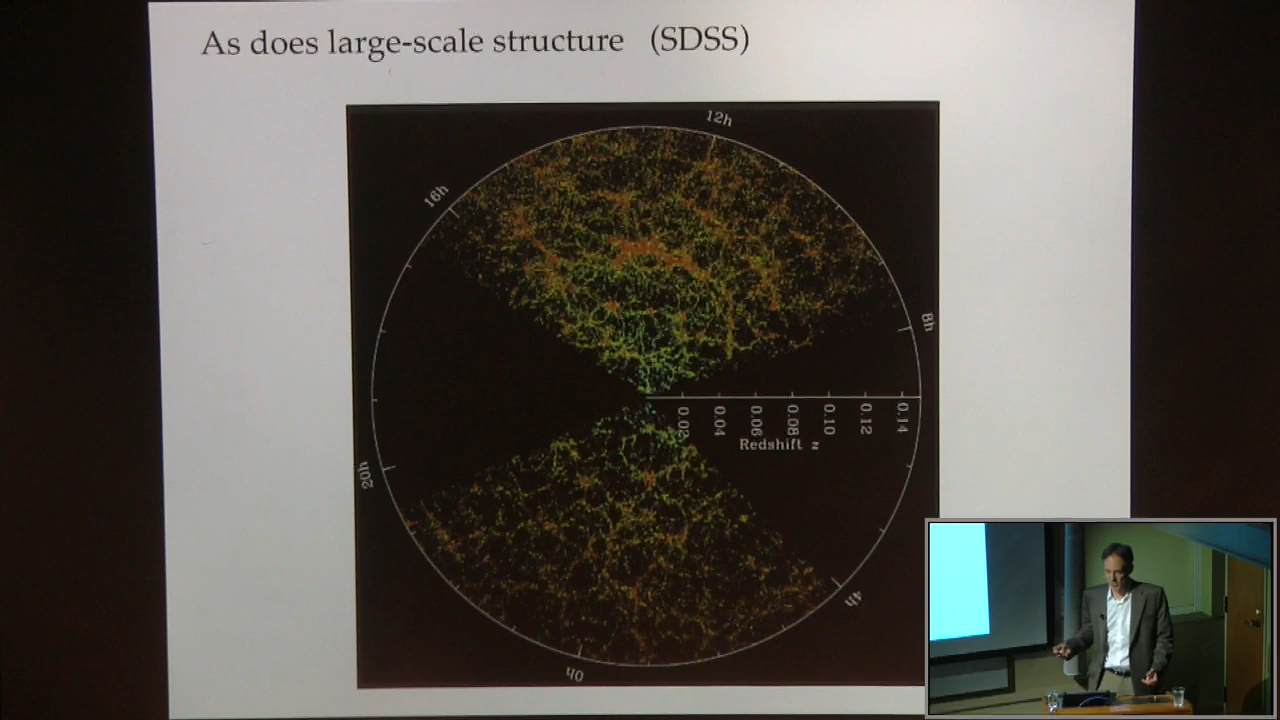 As does large-scale structure (SDSS)
12h
16h
8h
0.02 0.04 0.06 0.08 0.10 0.12 0.14
Redshift z
20h
4h
0h